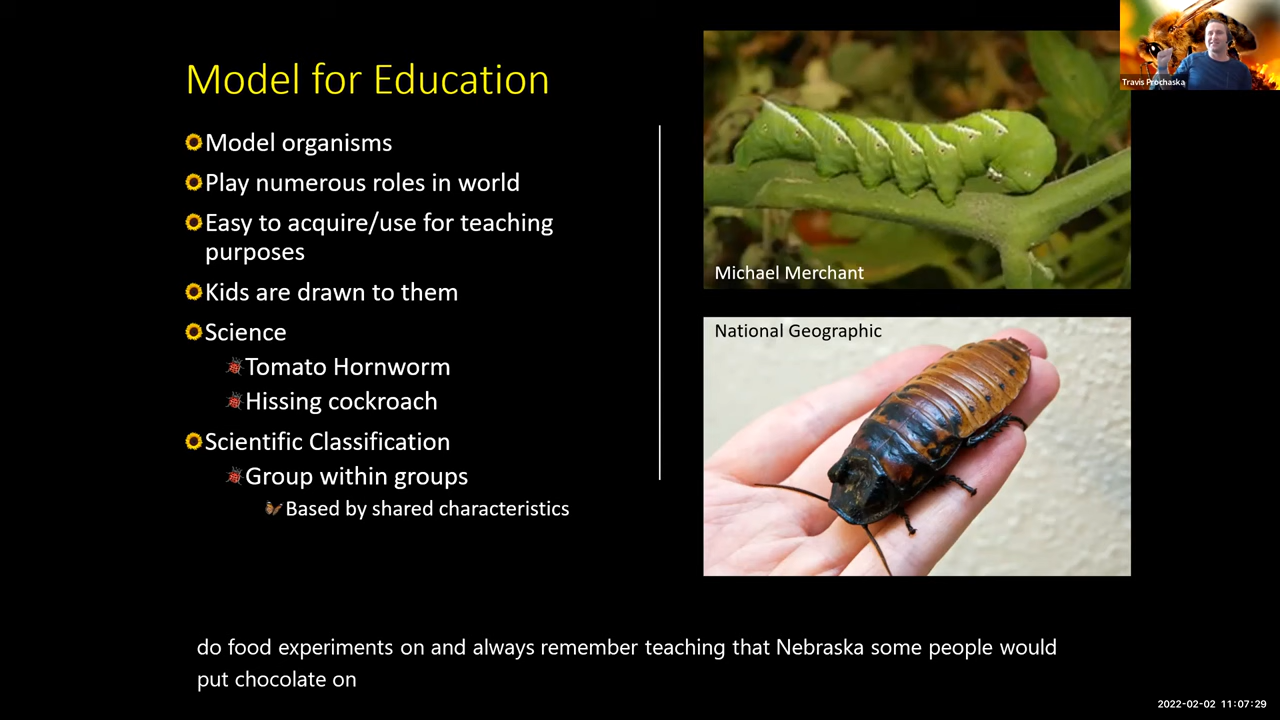 Model for Education
Model organisms
Play numerous roles in world
Easy to acquire/use for teaching
purposes
Kids are drawn to them
Science
Tomato Hornworm
Hissing cockroach
Scientific Classification
Group within groups
Based by shared characteristics
Michael Merchant
National Geographic
Travis Prochaska
do food experiments on and always remember teaching that Nebraska some people would
put chocolate on
2022-02-02 11:07:29